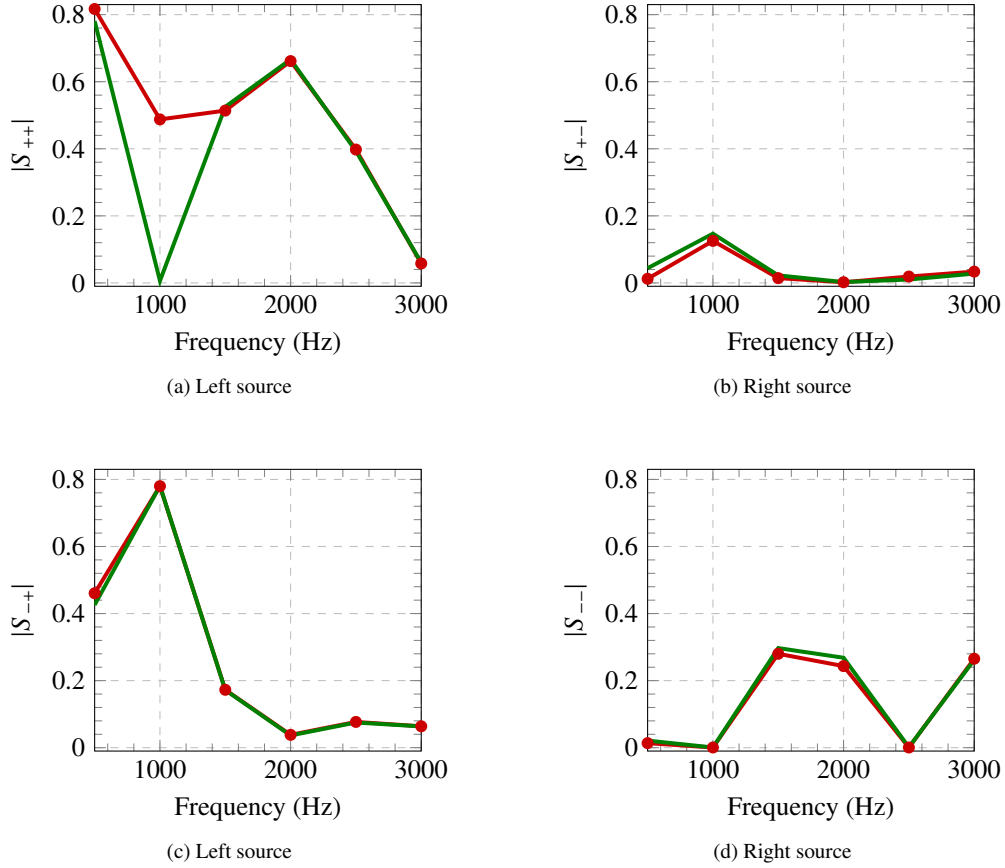 0.8
0.6
0.4
0.2
0
|S++|
1000
2000
3000
Frequency (Hz)
(a) Left source
0.8
0.6
0.4
0.2
0
|S+−|
1000
2000
3000
Frequency (Hz)
(b) Right source
0.8
0.6
0.4
0.2
0
|S−+|
1000
2000
3000
Frequency (Hz)
(c) Left source
0.8
0.6
0.4
0.2
0
|S−−|
1000
2000
3000
Frequency (Hz)
(d) Right source